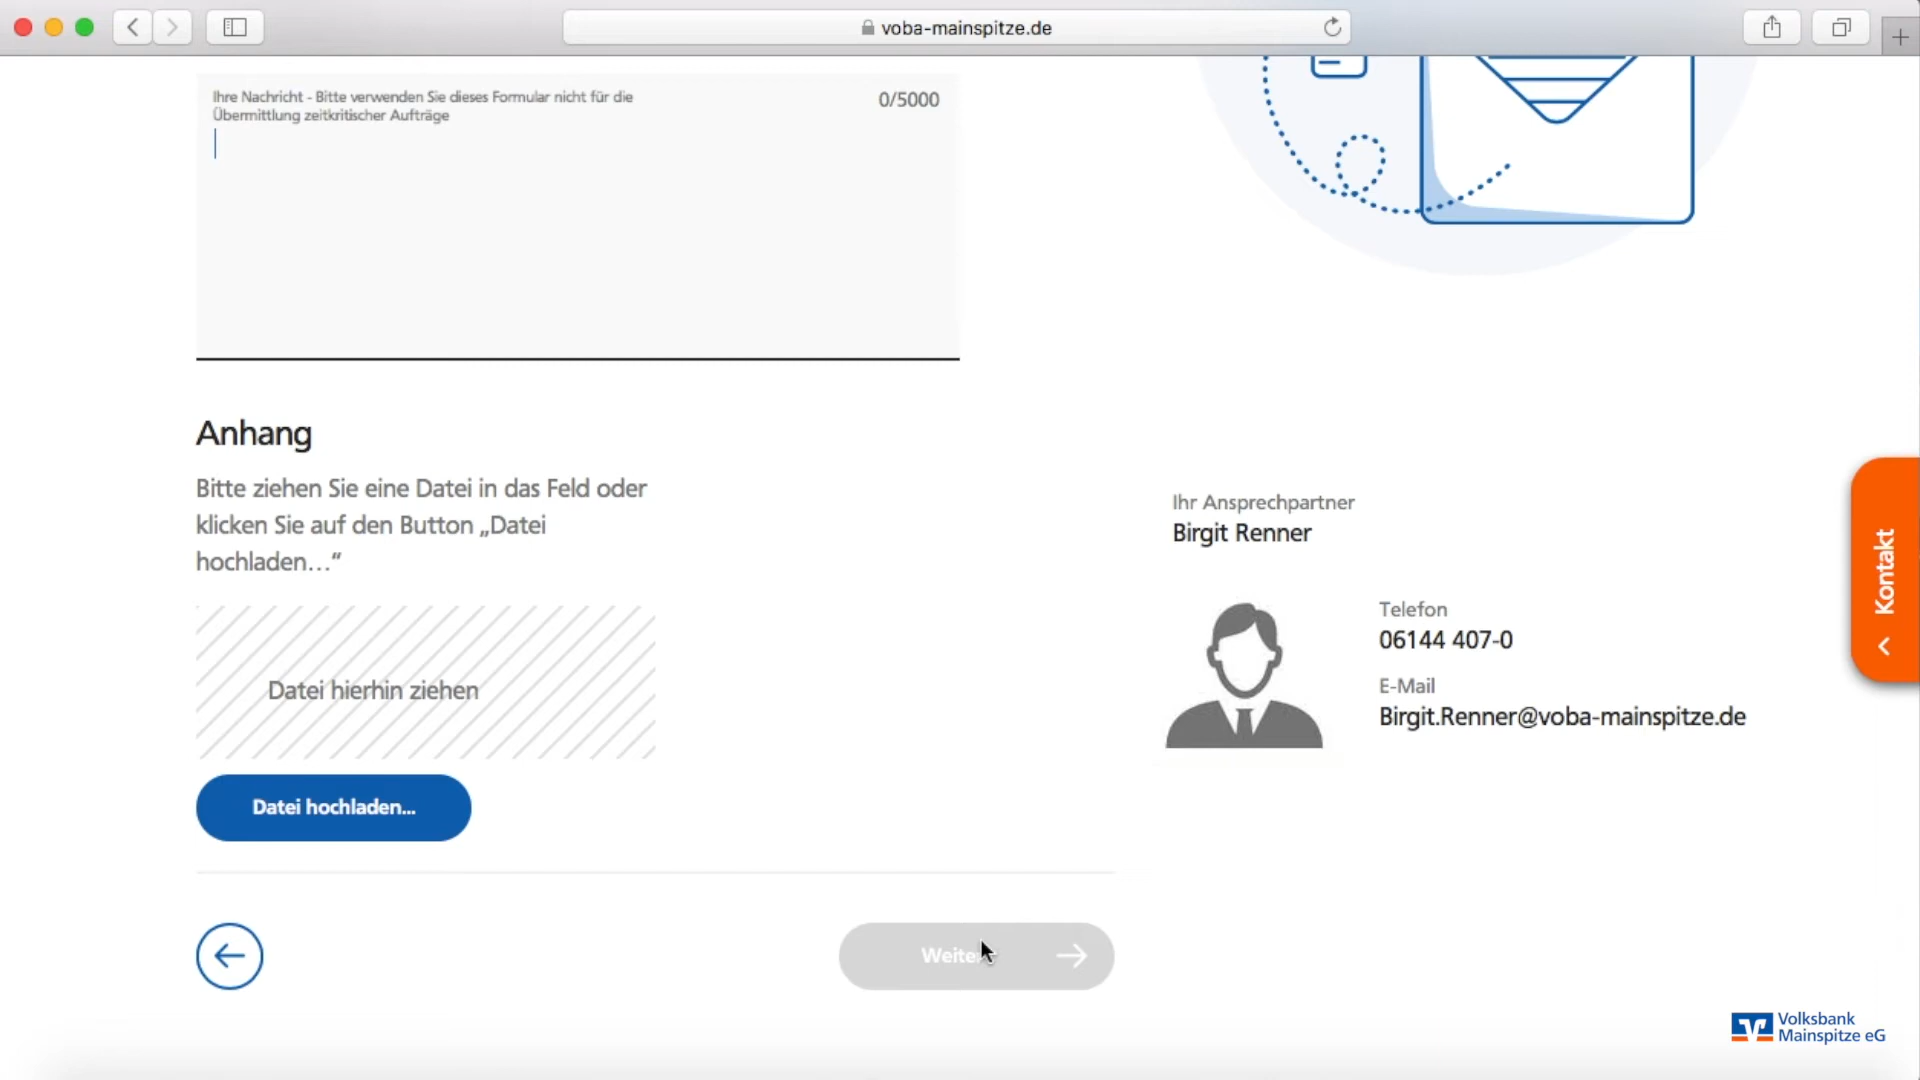 voba-mainspitze.de
Ihre Nachricht - Bitte verwenden Sie dieses Formular nicht für die
Übermittlung zeitkritischer Aufträge
0/5000
Anhang
Bitte ziehen Sie eine Datei in das Feld oder
klicken Sie auf den Button „Datei
hochladen...“
Datei hierhin ziehen
Datei hochladen...
Ihr Ansprechpartner
Birgit Renner
Telefon
06144 407-0
E-Mail
Birgit.Renner@voba-mainspitze.de
Kontakt
Weiter
Volksbank
Mainspitze eG